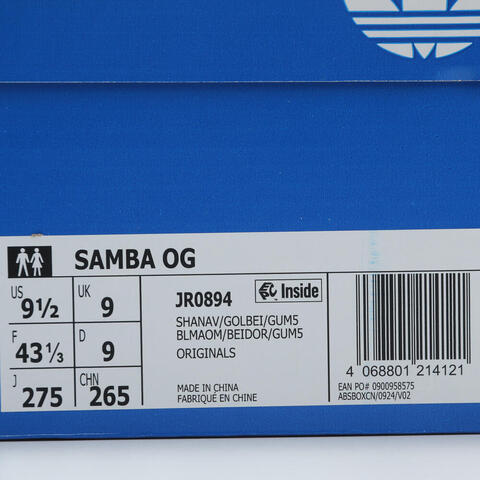 SAMBA OG
US 9½ UK 9
F 43⅓ D 9
J 275 CHN 265
JR0894 Inside
SHANAV/GOLBEI/GUM5
BLMAOM/BEIDOR/GUM5
ORIGINALS
MADE IN CHINA
FABRIQUÉ EN CHINE
4 068801 214121
EAN PO# 0900958575
ABSBOXCN/0924/V02